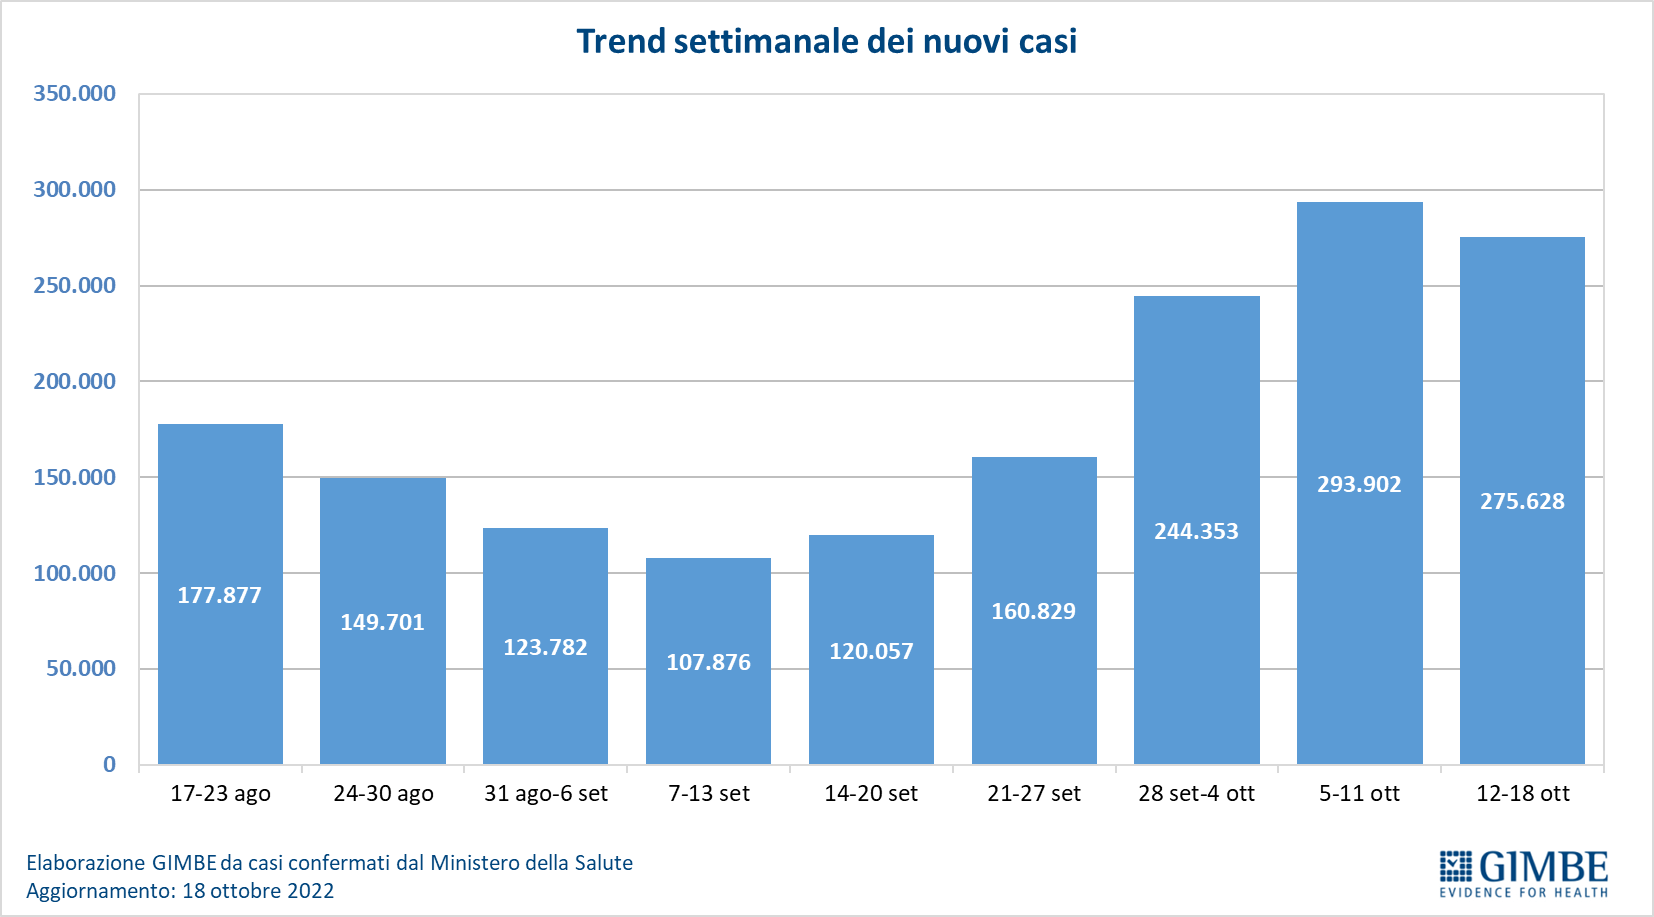 Trend settimanale dei nuovi casi
350.000
300.000
250.000
200.000
150.000
100.000
50.000
0
177.877
149.701
123.782
107.876
120.057
160.829
244.353
293.902
275.628
17-23 ago
24-30 ago
31 ago-6 set
7-13 set
14-20 set
21-27 set
28 set-4 ott
5-11 ott
12-18 ott
Elaborazione GIMBE da casi confermati dal Ministero della Salute
Aggiornamento: 18 ottobre 2022
GIMBE
EVIDENCE FOR HEALTH